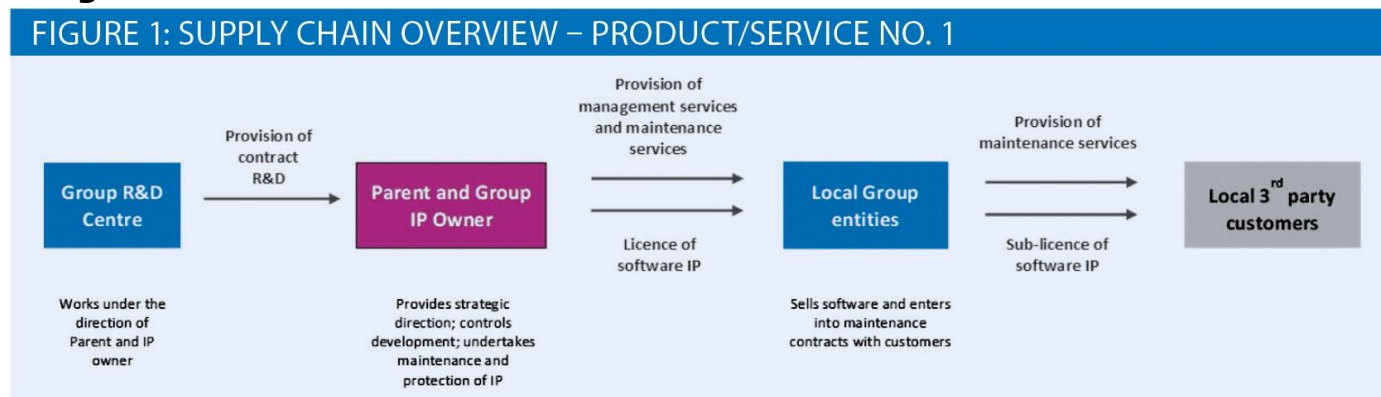 FIGURE 1: SUPPLY CHAIN OVERVIEW – PRODUCT/SERVICE NO. 1
Provision of
contract
R&D
Provision of
management services
and maintenance
services
Provision of
maintenance services
Group R&D
Centre
Parent and Group
IP Owner
Local Group
entities
Local 3rd party
customers
Licence of
software IP
Sub-licence of
software IP
Works under the
direction of
Parent and IP
owner
Provides strategic
direction; controls
development; undertakes
maintenance and
protection of IP
Sells software and enters
into maintenance
contracts with customers